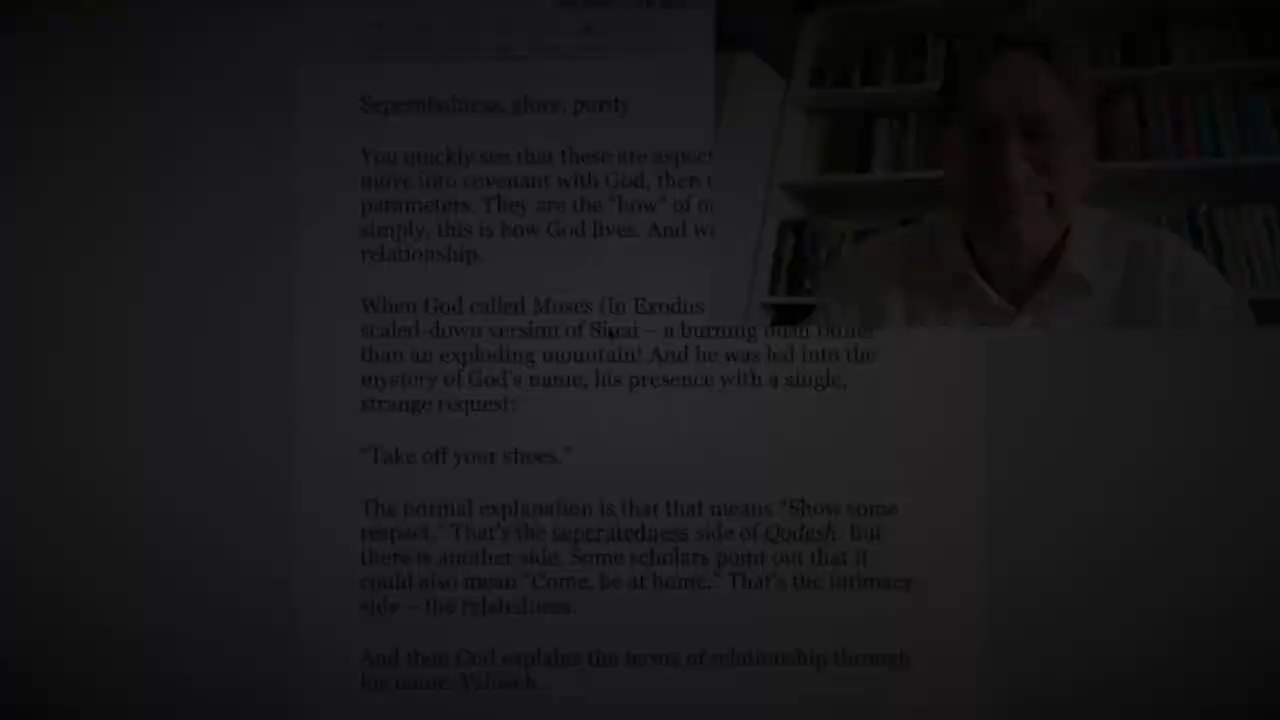 Seperatedness, glory, purity
You quickly see that these are aspect
move into covenant with God, then
parameters. They are the "how" of
simply, this is how God lives. And we
relationship.
When God called Moses (in Exodus
scaled-down version of Sinai – a burning bush rather
than an exploding mountain! And he was led into the
mystery of God's name, his presence with a single,
strange request:
"Take off your shoes."
The normal explanation is that that means "Show some
respect." That's the seperatedness side of Qodesh. But
there is another side. Some scholars point out that it
could also mean "Come, be at home." That's the intimacy
side – the relatedness.
And then God explains the terms of relationship through
his name. Yahweh.